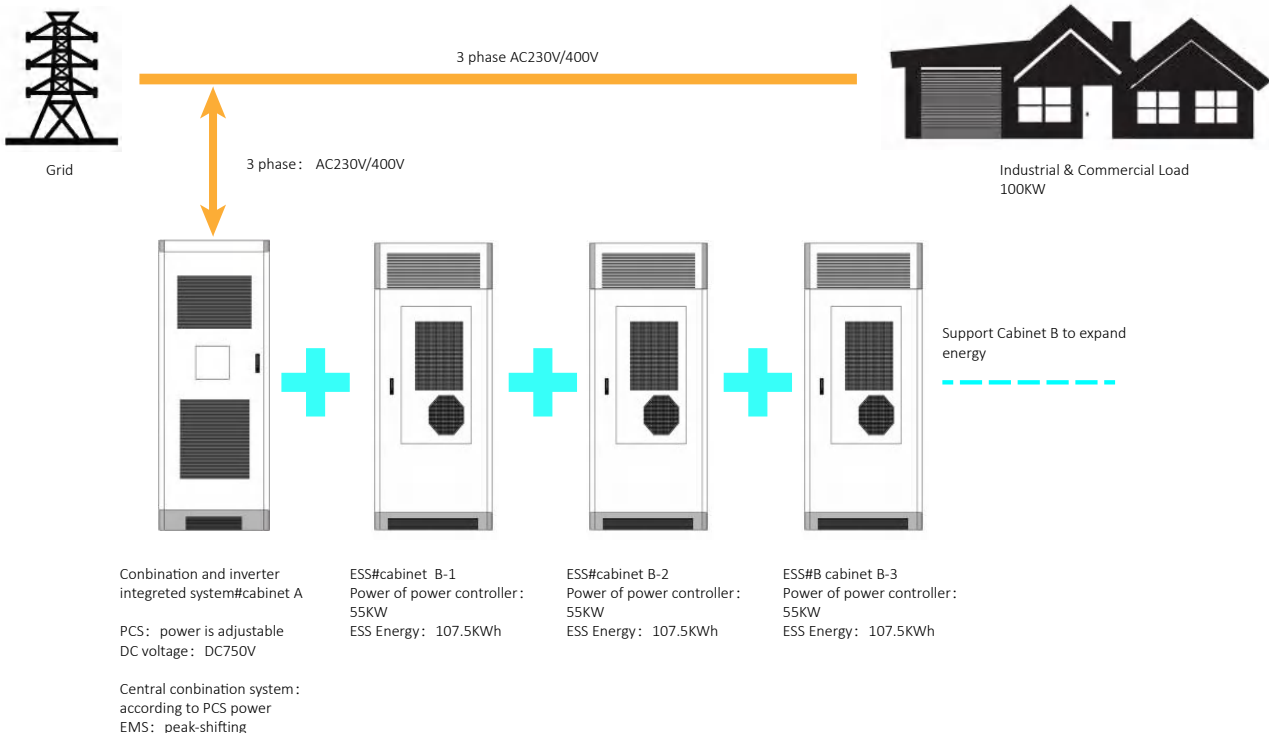 3 phase AC230V/400V
Grid
3 phase： AC230V/400V
Industrial & Commercial Load
100KW
Support Cabinet B to expand
energy
Conbination and inverter
integreted system#cabinet A
PCS：power is adjustable
DC voltage：DC750V
Central conbination system：
according to PCS power
EMS：peak-shifting
ESS#cabinet B-1
Power of power controller：
55KW
ESS Energy：107.5KWh
ESS#cabinet B-2
Power of power controller：
55KW
ESS Energy：107.5KWh
ESS#B cabinet B-3
Power of power controller：
55KW
ESS Energy：107.5KWh